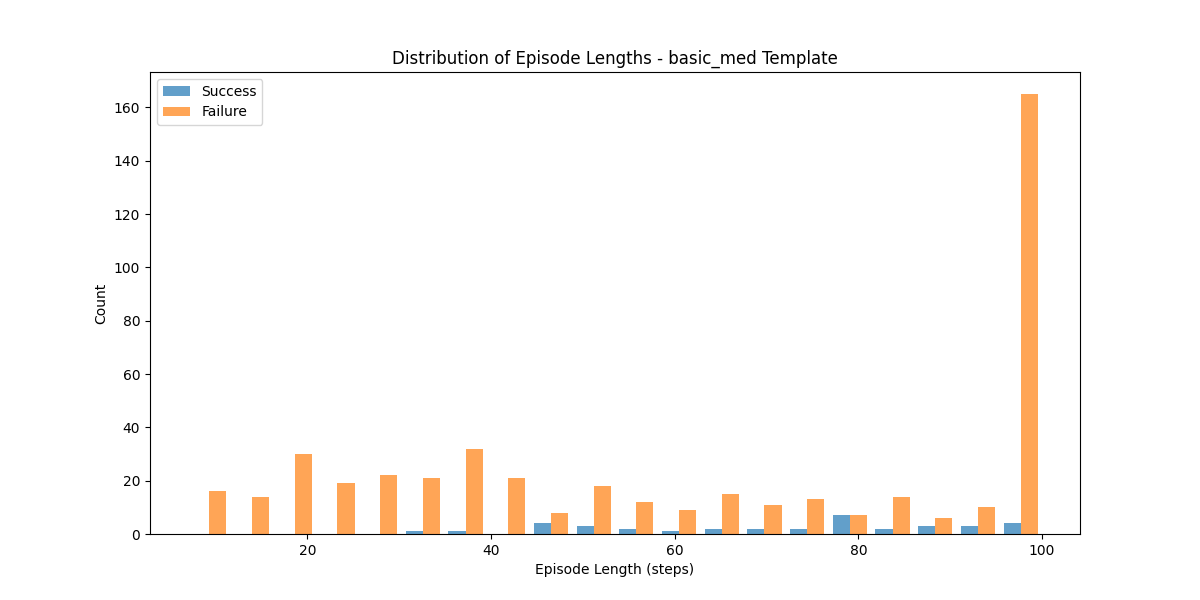 Distribution of Episode Lengths - basic_med Template
Success
Failure
160
140
120
100
80
60
40
20
0
Count
20 40 60 80 100
Episode Length (steps)